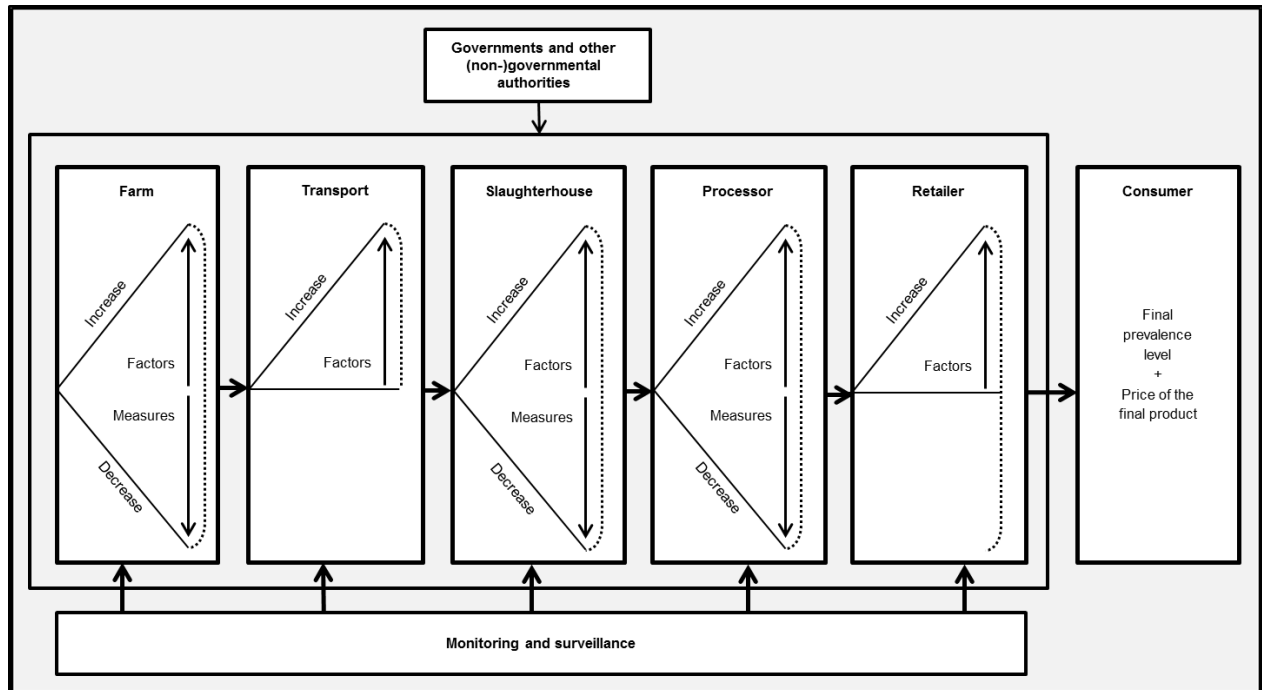 Governments and other
(non-)governmental
authorities
Farm
Increase
Factors
Measures
Decrease
Transport
Increase
Factors
Slaughterhouse
Increase
Factors
Measures
Decrease
Processor
Increase
Factors
Measures
Decrease
Retailer
Increase
Factors
Consumer
Final
prevalence
level
+
Price of the
final product
Monitoring and surveillance